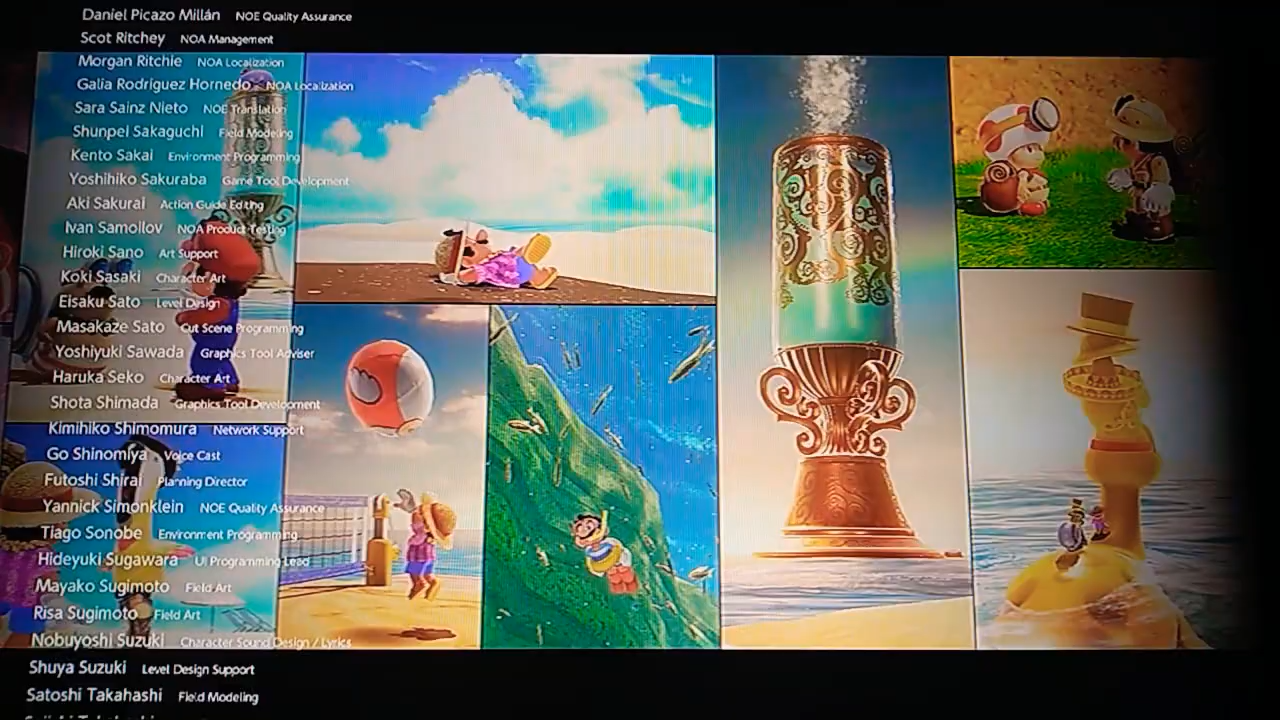 Daniel Picazo Millán NOE Quality Assurance
Scot Ritchey NOA Management
Morgan Ritchie NOA Localization
Galia Rodríguez Hornedo NOA Localization
Sara Sainz Nieto NOE Translation
Shunpei Sakaguchi Field Modeling
Kento Sakai Environment Programming
Yoshihiko Sakuraba Game Tool Development
Aki Sakurai Action Guide Editing
Ivan Samoilov NOA Product Testing
Hiroki Sano Art Support
Koki Sasaki Character Art
Eisaku Sato Level Design
Masakaze Sato Cut Scene Programming
Yoshiyuki Sawada Graphics Tool Adviser
Haruka Seko Character Art
Shota Shimada Graphics Tool Development
Kimihiko Shimomura Network Support
Go Shinomiya Voice Cast
Futoshi Shirai Planning Director
Yannick Simonklein NOE Quality Assurance
Tiago Sonobe Environment Programming
Hideyuki Sugawara UI Programming Lead
Mayako Sugimoto Field Art
Risa Sugimoto Field Art
Nobuyoshi Suzuki Character Sound Design / Lyrics
Shuya Suzuki Level Design Support
Satoshi Takahashi Field Modeling